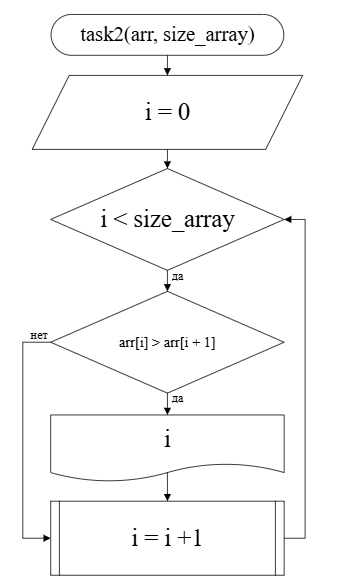 task2(arr, size_array)
i = 0
i < size_array
да
arr[i] > arr[i + 1]
нет
да
i
i = i +1